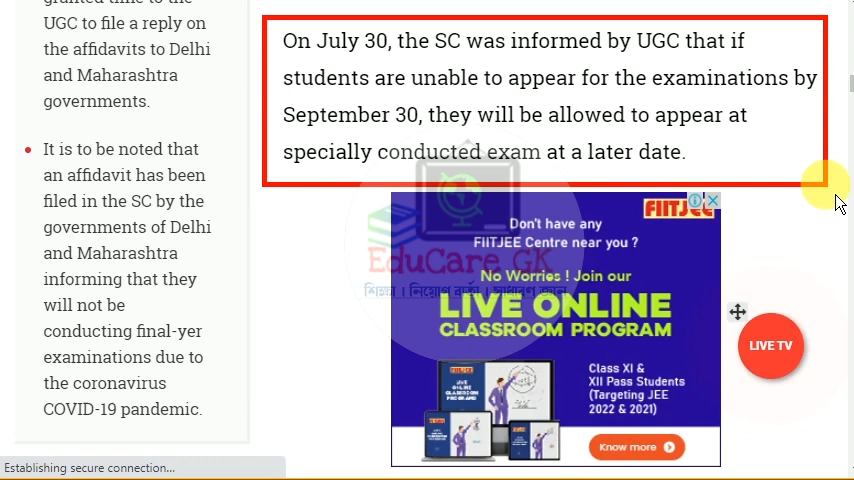 granted time to the
UGC to file a reply on
the affidavits to Delhi
and Maharashtra
governments.
It is to be noted that
an affidavit has been
filed in the SC by the
governments of Delhi
and Maharashtra
informing that they
will not be
conducting final-yer
examinations due to
the coronavirus
COVID-19 pandemic.
On July 30, the SC was informed by UGC that if
students are unable to appear for the examinations by
September 30, they will be allowed to appear at
specially conducted exam at a later date.
FIITJEE
Don't have any
FIITJEE Centre near you ?
No Worries ! Join our
LIVE ONLINE
CLASSROOM PROGRAM
Class XI &
XII Pass Students
(Targeting JEE
2022 & 2021)
Know more
EduCare GK
শিক্ষা । নিয়োগ বার্তা । সাধারণ জ্ঞান
LIVE TV
Establishing secure connection...